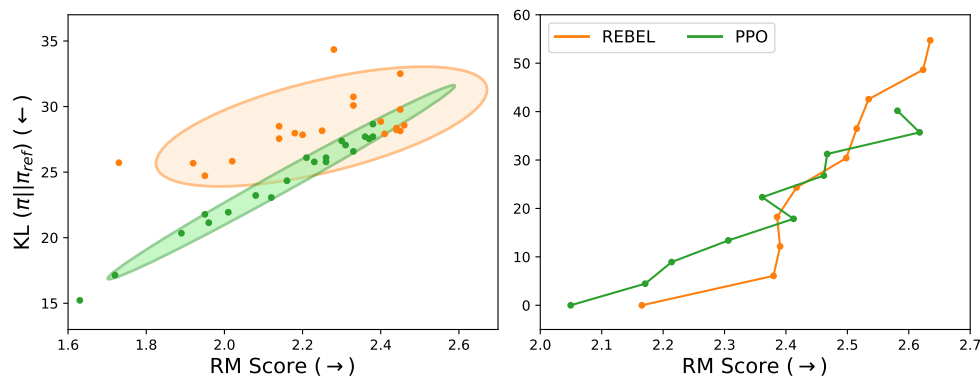 35
30
25
20
15
KL (π||π_ref) (←)
1.6 1.8 2.0 2.2 2.4 2.6
RM Score (→)
REBEL PPO
60
50
40
30
20
10
0
2.0 2.1 2.2 2.3 2.4 2.5 2.6 2.7
RM Score (→)